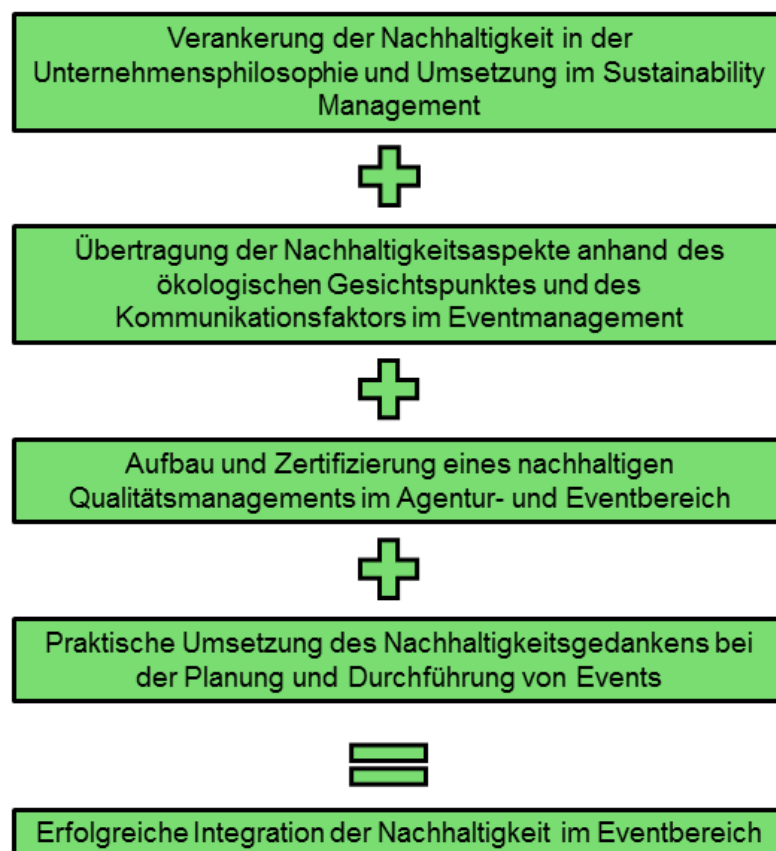 Verankerung der Nachhaltigkeit in der
Unternehmensphilosophie und Umsetzung im Sustainability
Management
Übertragung der Nachhaltigkeitsaspekte anhand des
ökologischen Gesichtspunktes und des
Kommunikationsfaktors im Eventmanagement
Aufbau und Zertifizierung eines nachhaltigen
Qualitätsmanagements im Agentur- und Eventbereich
Praktische Umsetzung des Nachhaltigkeitsgedankens bei
der Planung und Durchführung von Events
Erfolgreiche Integration der Nachhaltigkeit im Eventbereich